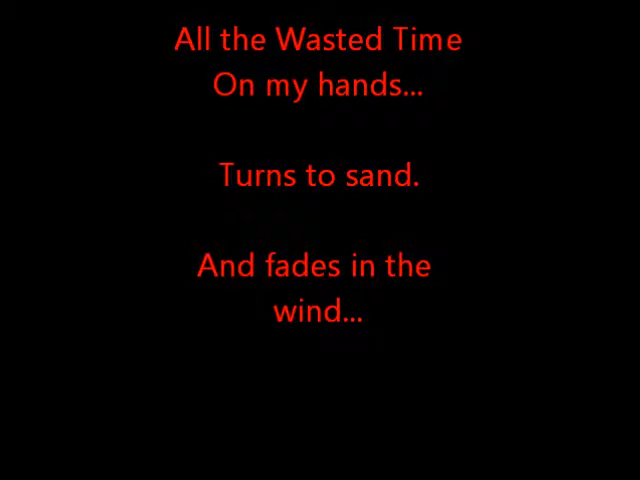 All the Wasted Time
On my hands...
Turns to sand.
And fades in the
wind...